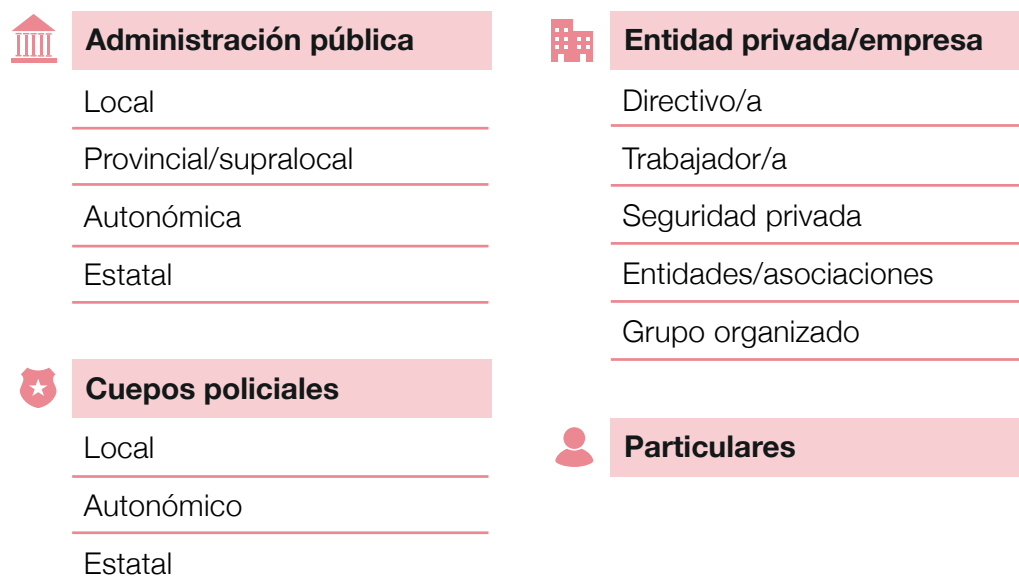 Administración pública
Local
Provincial/supralocal
Autonómica
Estatal
Cuepos policiales
Local
Autonómico
Estatal
Entidad privada/empresa
Directivo/a
Trabajador/a
Seguridad privada
Entidades/asociaciones
Grupo organizado
Particulares